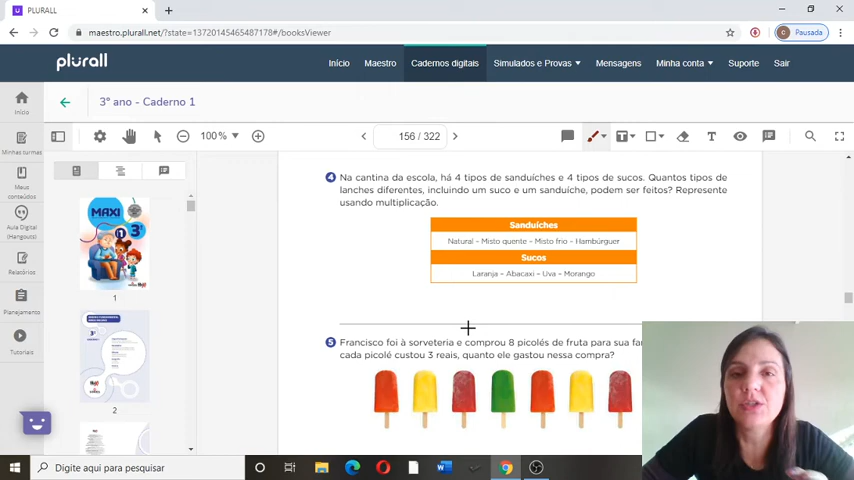 PLURALL
maestro.plurall.net/?state=13720145465487178#/booksViewer
Pausada
plurall
Início
Maestro
Cadernos digitais
Simulados e Provas
Mensagens
Minha conta
Suporte
Sair
Início
Minhas turmas
Meus
conteúdos
Aula Digital
(Hangouts)
Relatórios
Planejamento
Tutoriais
3º ano - Caderno 1
100%
156 / 322
MAXI
1
3º
1
2
4 Na cantina da escola, há 4 tipos de sanduíches e 4 tipos de sucos. Quantos tipos de
lanches diferentes, incluindo um suco e um sanduíche, podem ser feitos? Represente
usando multiplicação.
Sanduíches
Natural – Misto quente – Misto frio – Hambúrguer
Sucos
Laranja – Abacaxi – Uva – Morango
5 Francisco foi à sorveteria e comprou 8 picolés de fruta para sua
cada picolé custou 3 reais, quanto ele gastou nessa compra?
Digite aqui para pesquisar